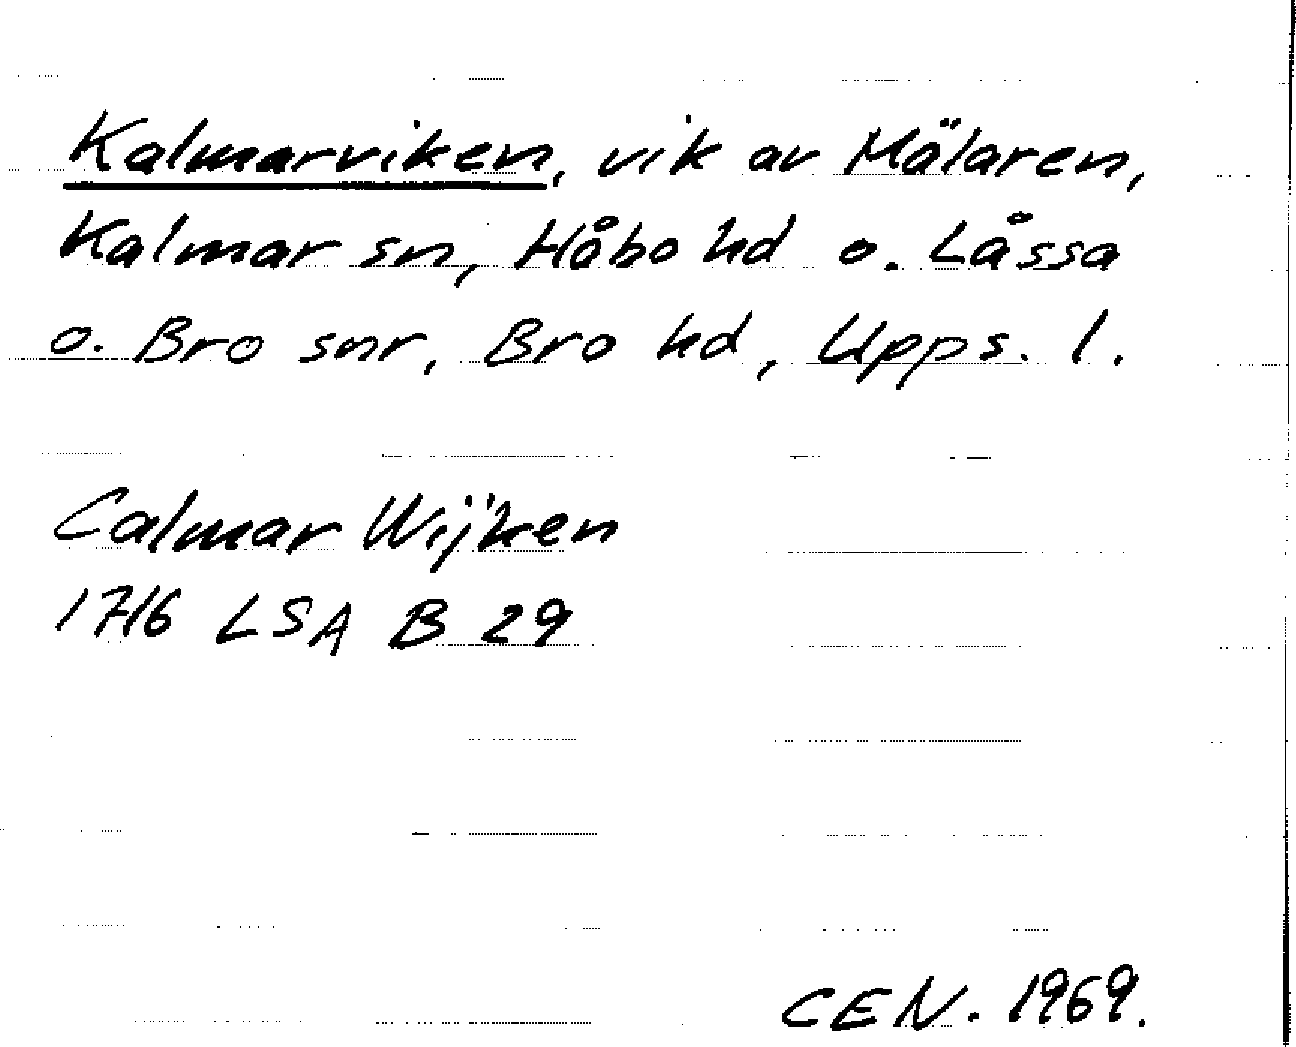 Kalmarviken, vik av Mälaren,
Kalmar sn, Håbo hd o. Låssa
o. Bro snr, Bro hd, Upps. l.
Calmar Wijken
1716 LSA B 29
CEN. 1969.